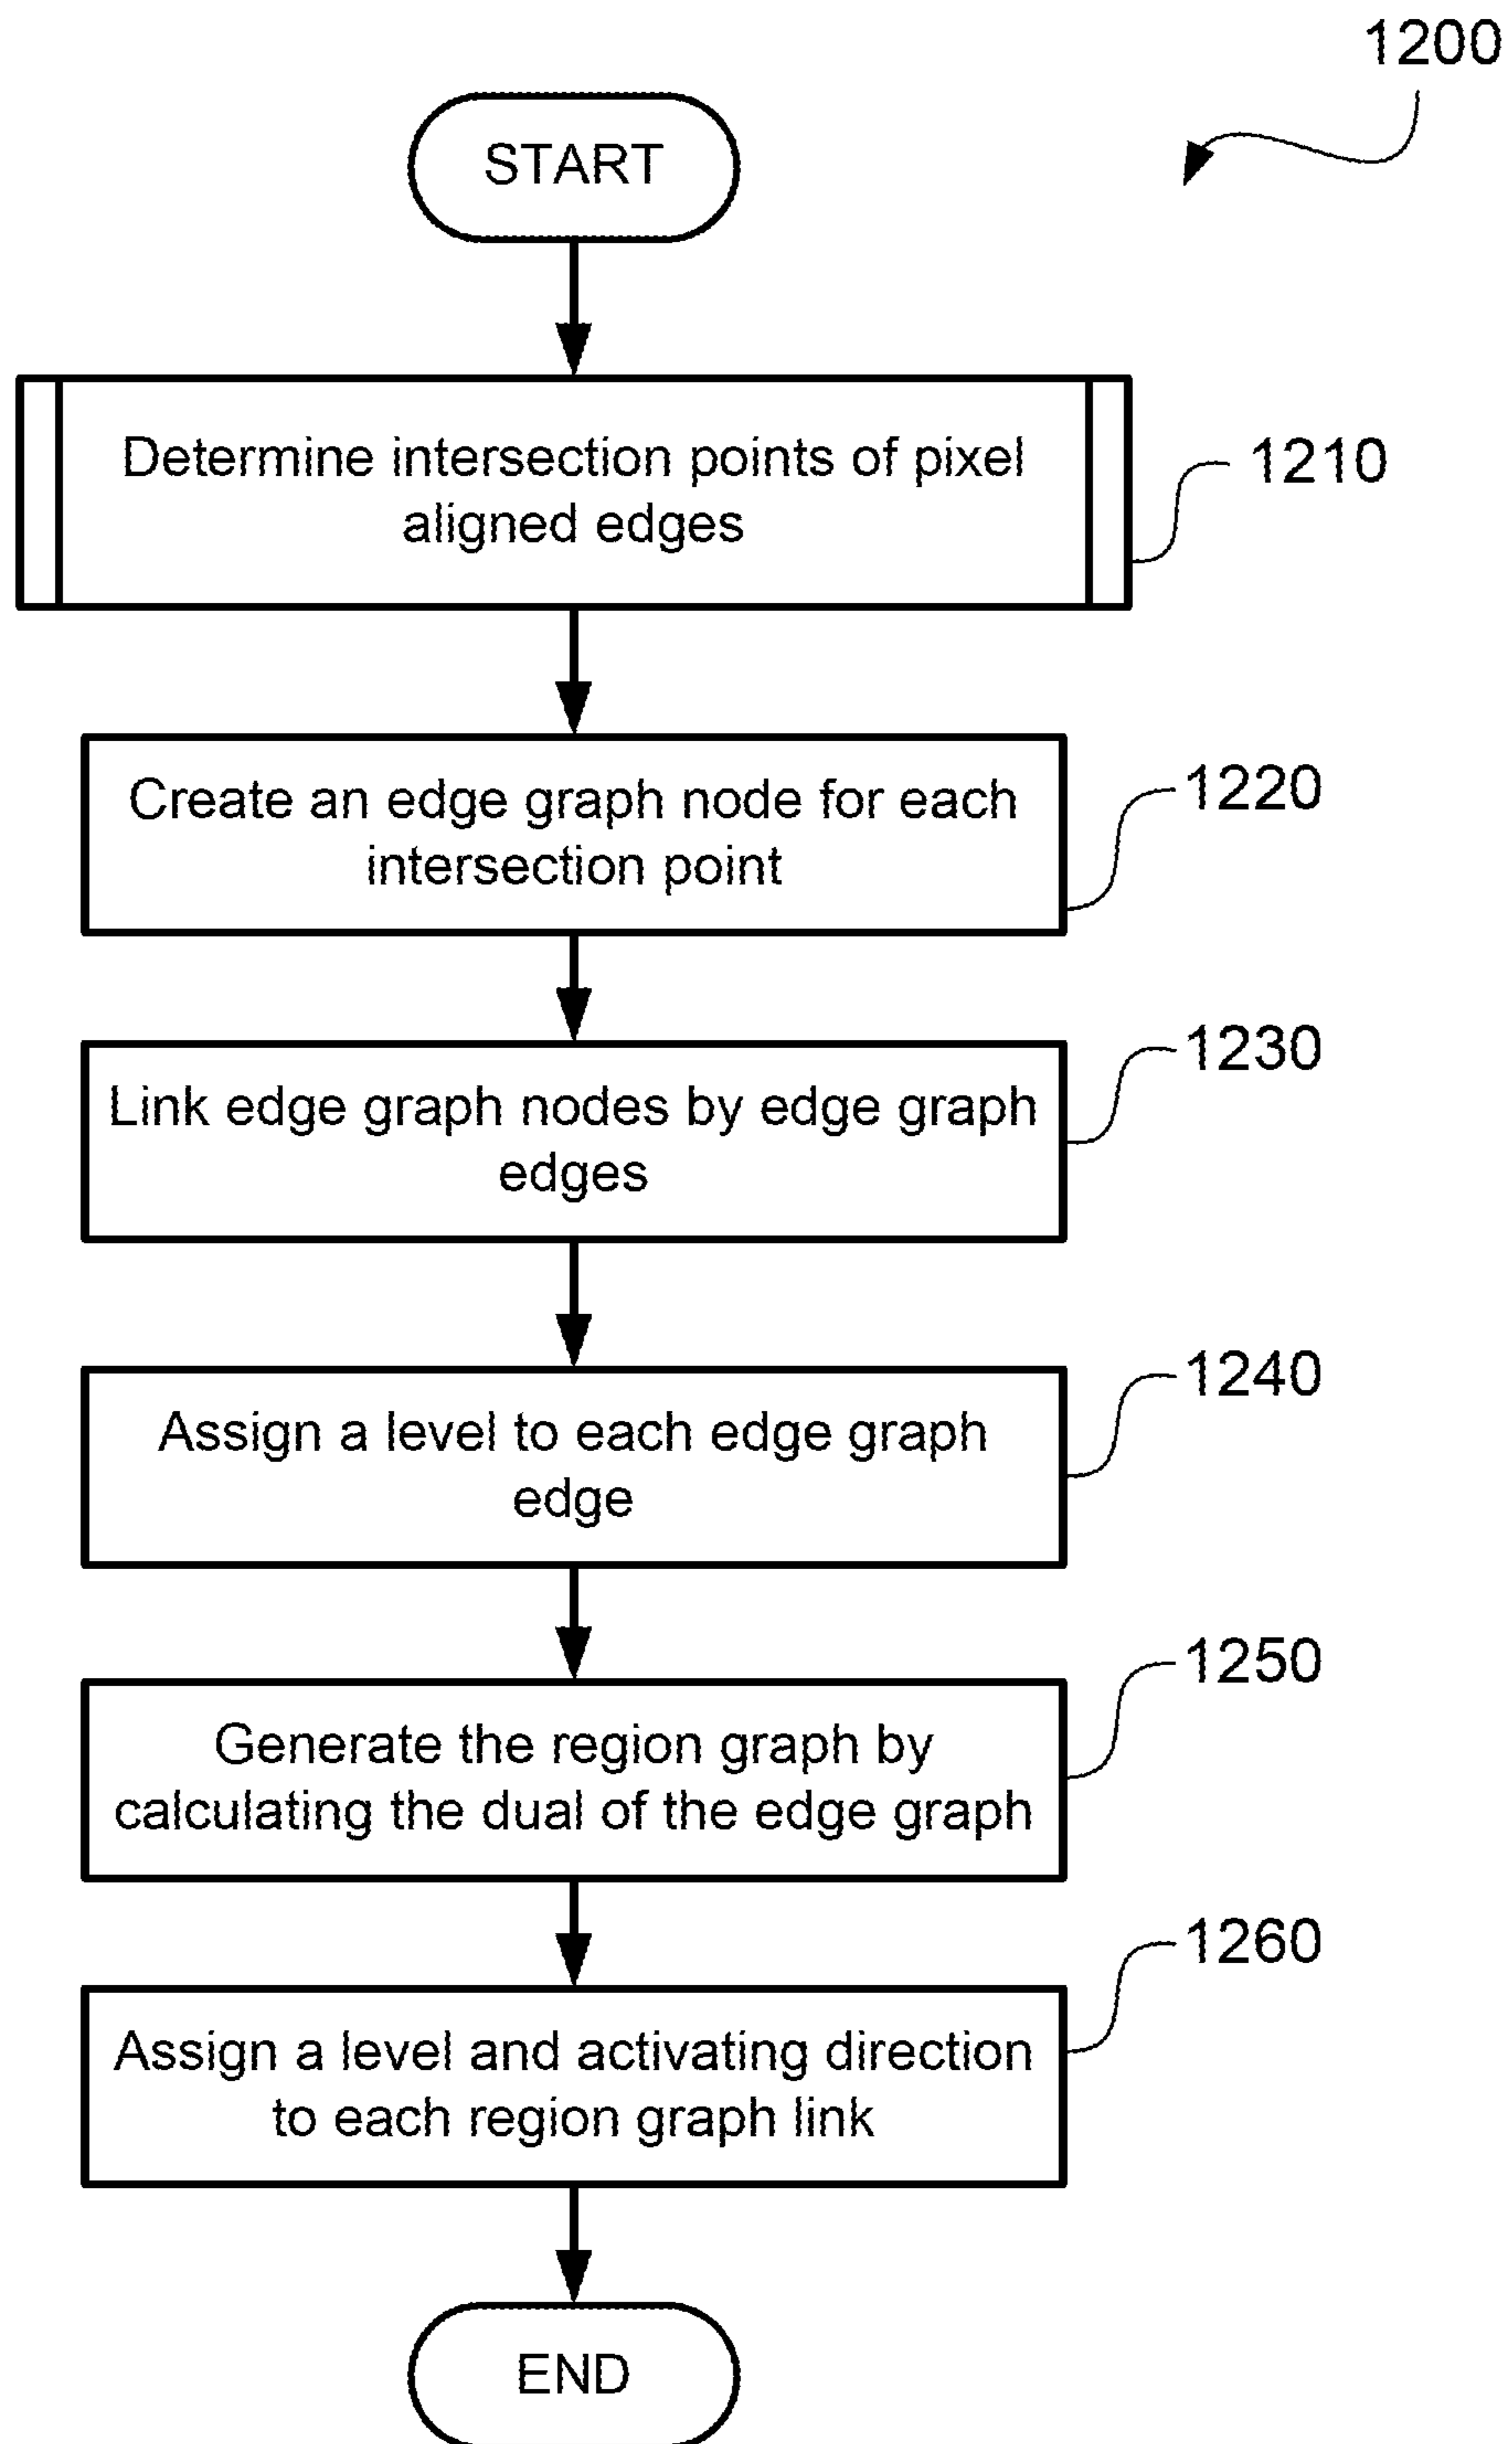 1200
START
Determine intersection points of pixel
aligned edges
1210
Create an edge graph node for each
intersection point
1220
Link edge graph nodes by edge graph
edges
1230
Assign a level to each edge graph
edge
1240
Generate the region graph by
calculating the dual of the edge graph
1250
Assign a level and activating direction
to each region graph link
1260
END